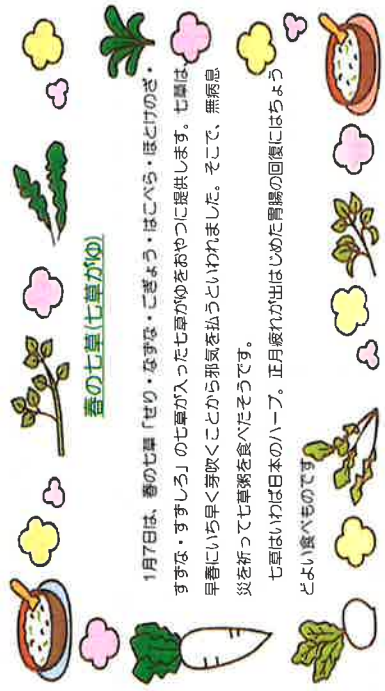 春の七草(七草がゆ)
1月7日は、春の七草「せり・なずな・ごぎょう・はこべら・ほとけのざ・
すずな・すずしろ」の七草が入った七草がゆをおやつに提供します。七草は、
早春にいち早く芽吹くことから邪気を払うといわれました。そこで、無病息
災を祈って七草粥を食べたそうです。
七草はいわば日本のハーブ。正月疲れが出はじめた胃腸の回復にはちょう
どよい食べものです